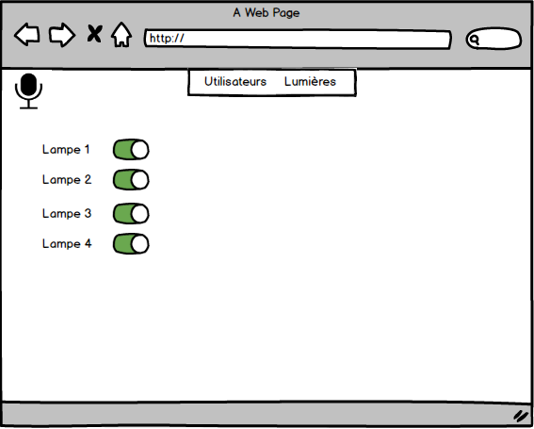 A Web Page
http://
Utilisateurs Lumières
Lampe 1
Lampe 2
Lampe 3
Lampe 4